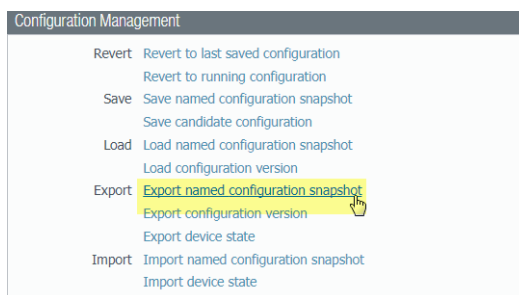 Configuration Management
Revert Revert to last saved configuration
Revert to running configuration
Save Save named configuration snapshot
Save candidate configuration
Load Load named configuration snapshot
Load configuration version
Export Export named configuration snapshot
Export configuration version
Export device state
Import Import named configuration snapshot
Import device state